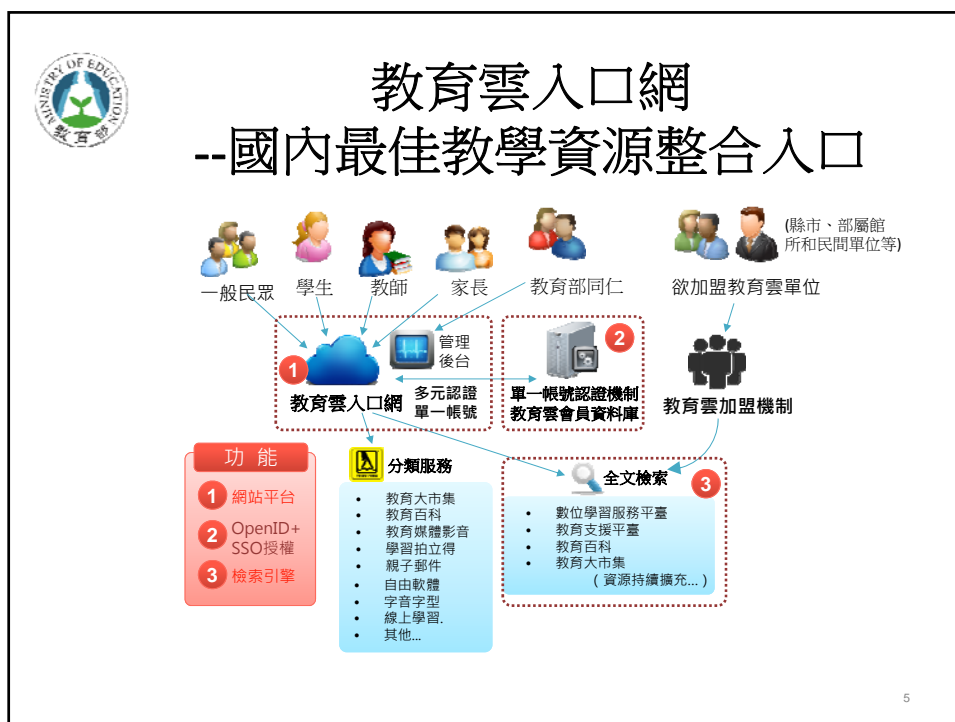 MINISTRY OF EDUCATION
教育部
教育雲入口網
--國內最佳教學資源整合入口
(縣市、部屬館
所和民間單位等)
一般民眾
學生
教師
家長
教育部同仁
欲加盟教育雲單位
管理
後台
1
2
教育雲入口網
多元認證
單一帳號
單一帳號認證機制
教育雲會員資料庫
教育雲加盟機制
功 能
1 網站平台
2 OpenID+
SSO授權
3 檢索引擎
分類服務
• 教育大市集
• 教育百科
• 教育媒體影音
• 學習拍立得
• 親子郵件
• 自由軟體
• 字音字型
• 線上學習.
• 其他...
全文檢索
3
• 數位學習服務平臺
• 教育支援平臺
• 教育百科
• 教育大市集
（資源持續擴充...）
5